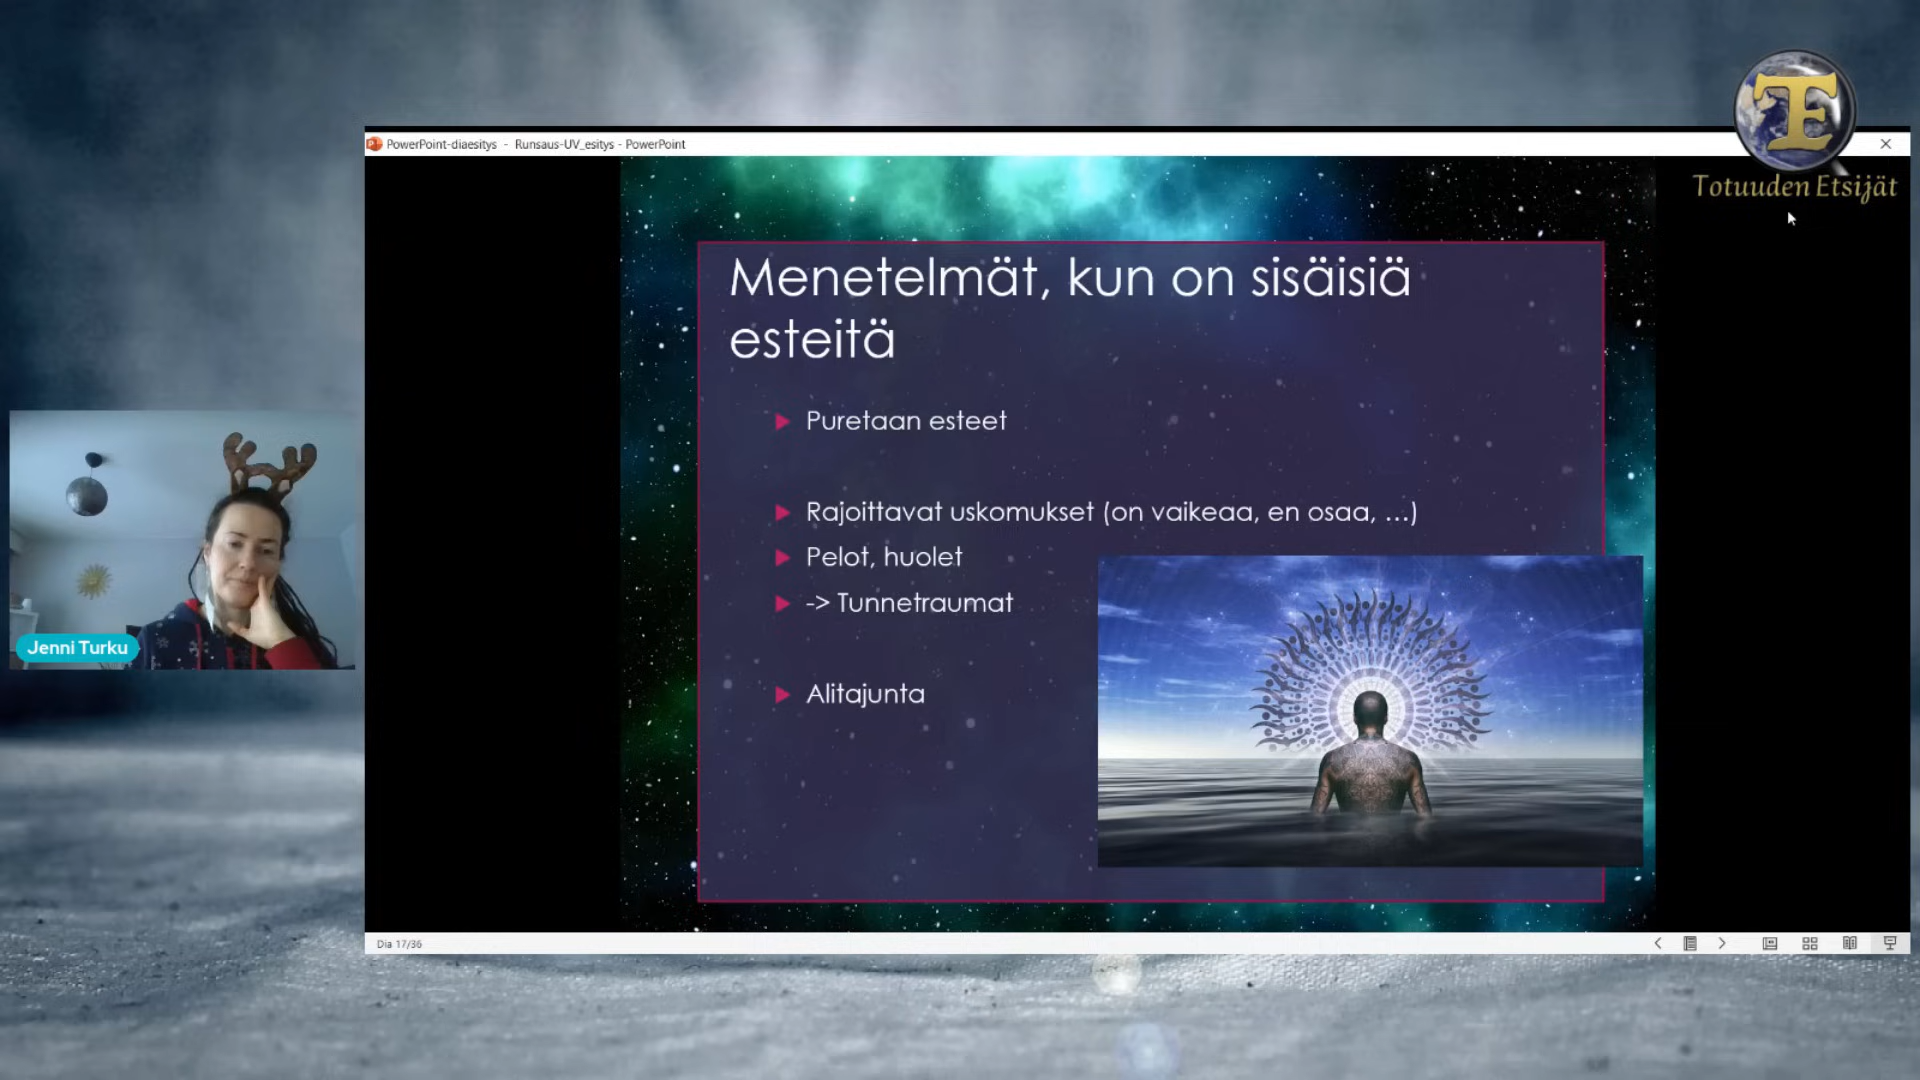 TE
Totuuden Etsijät
PowerPoint-diaesitys - Runsaus-UV_esitys - PowerPoint
Menetelmät, kun on sisäisiä
esteitä
Puretaan esteet
Rajoittavat uskomukset (on vaikeaa, en osaa, ...)
Pelot, huolet
-> Tunnetraumat
Alitajunta
Jenni Turku
Dia 17/36